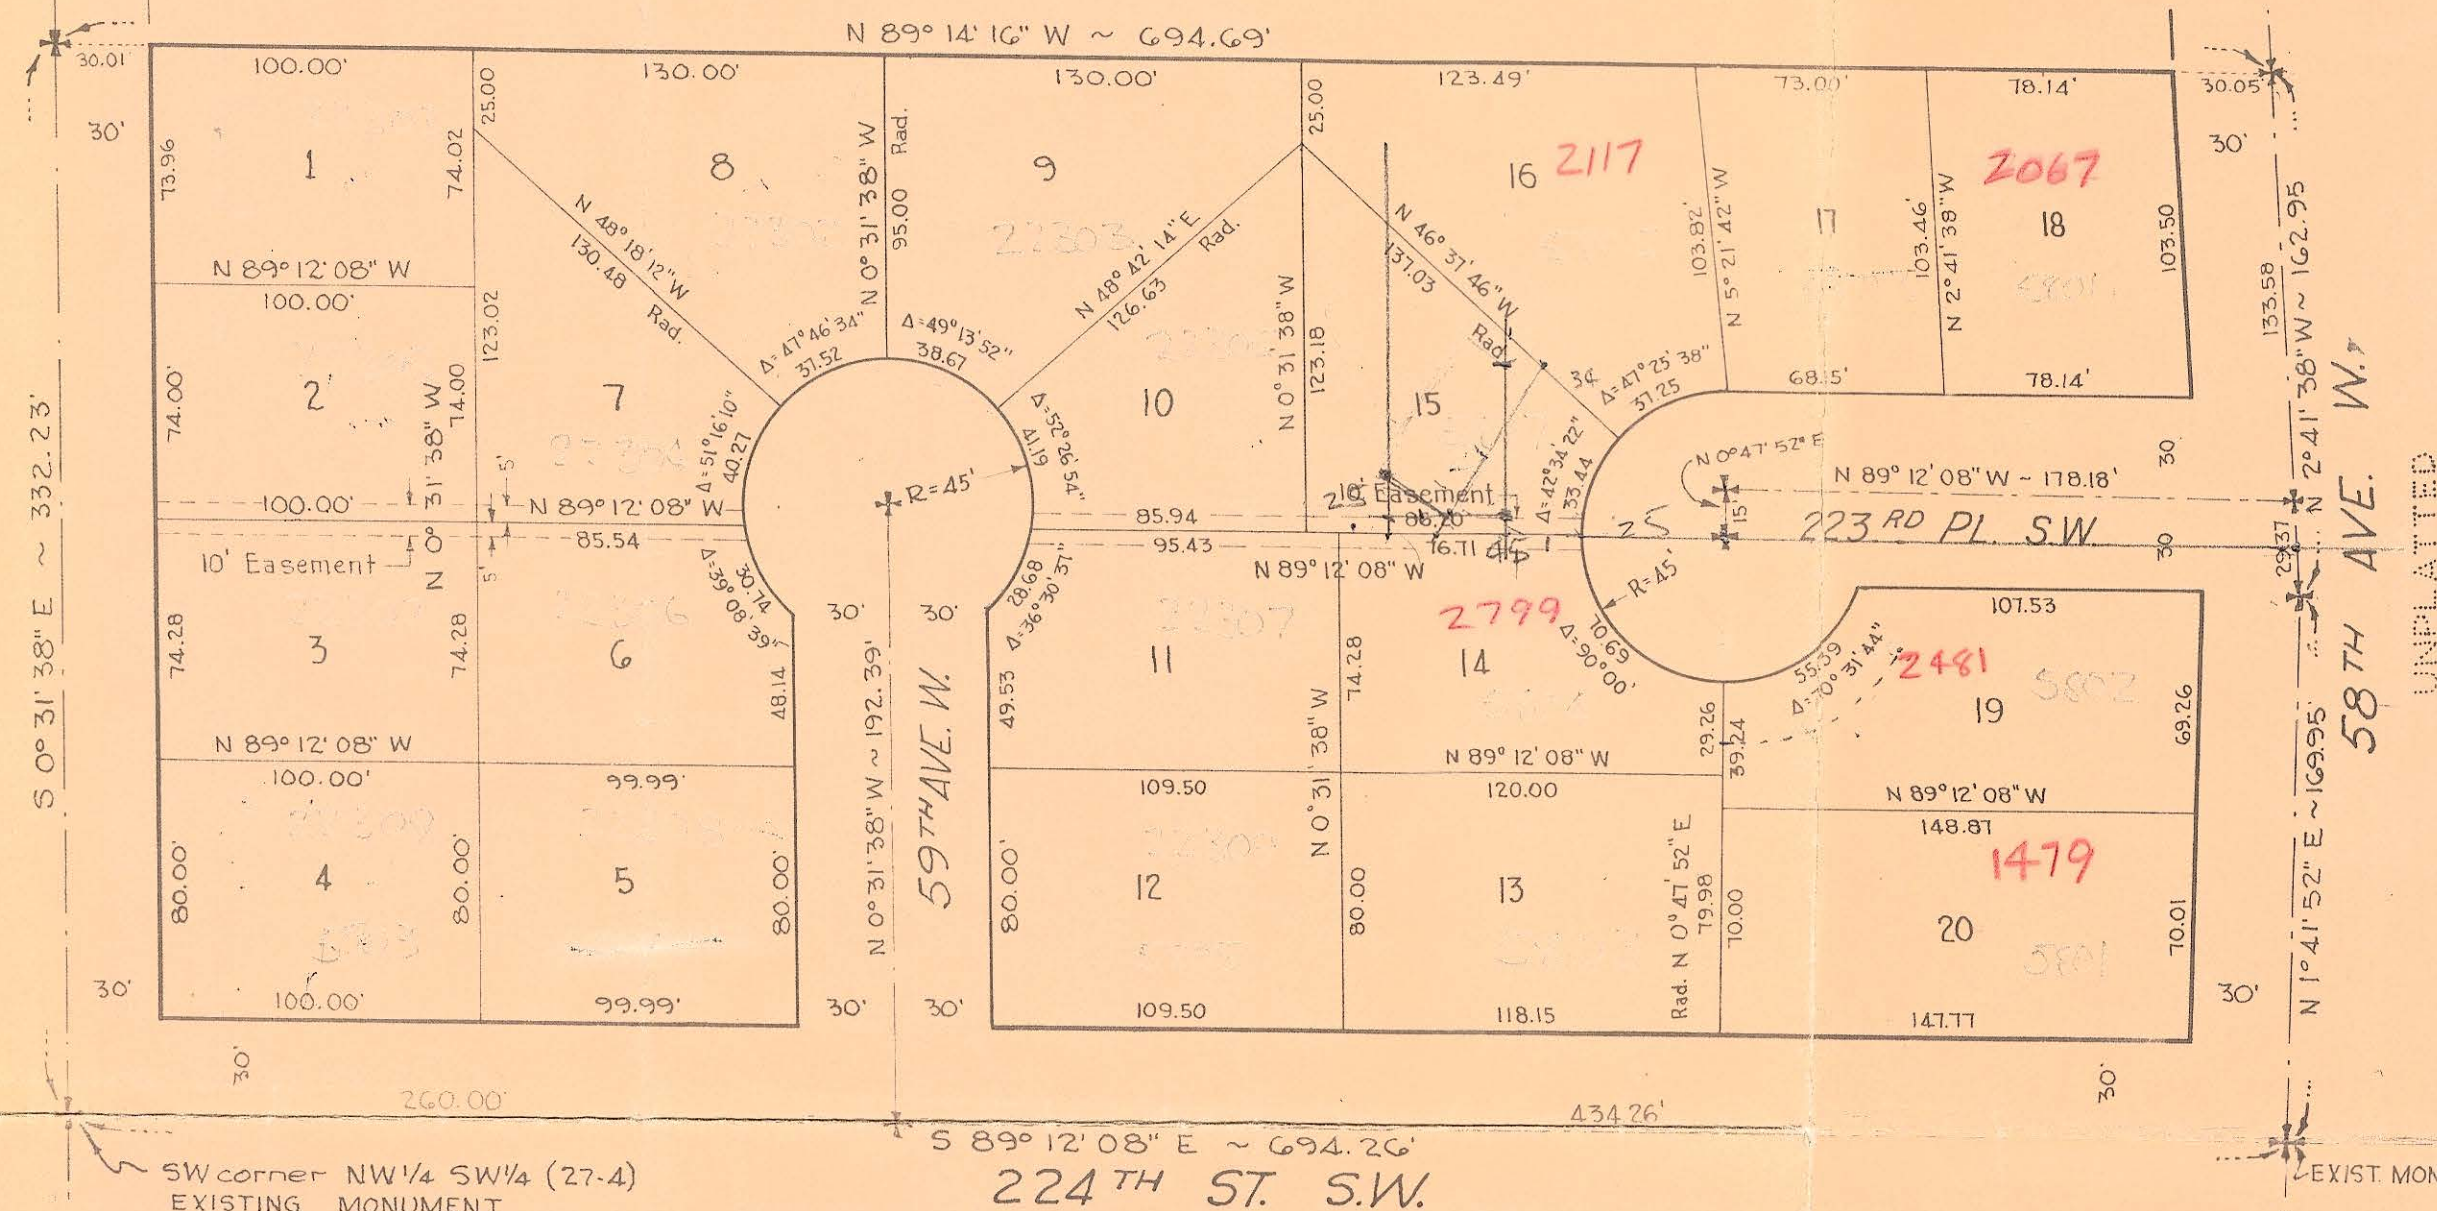 N 89° 14' 16" W ~ 694.69'
30.01'
100.00'
130.00'
130.00'
123.49'
73.00'
78.14'
30.05'
30'
25.00
25.00
30'
73.96
1
74.02
8
N 0° 31' 38" W
95.00 Rad.
9
22303
16
2117
2067
N 48° 18' 12" W
130.48
Rad.
N 48° 42' 14" E
126.63
Rad.
N 46° 37' 46" W
137.03
Rad.
103.82'
N 5° 21' 42" W
17
103.46'
N 2° 41' 38" W
18
103.50
133.58
N 2° 41' 38" W ~ 162.95
N 89° 12' 08" W
100.00'
123.02
Δ=47° 46' 34"
37.52
Δ=49° 13' 52"
38.67
N 0° 31' 38" W
123.18
Δ=47° 25' 38"
37.25
68.15'
78.14'
S 0° 31' 38" E ~ 332.23'
74.00'
2
N 0° 31' 38" W
74.00
7
Δ=51° 16' 10"
40.27
Δ=52° 26' 54"
41.19
10
15
Δ=42° 34' 22"
33.44
N 0° 47' 52" E
N 89° 12' 08" W ~ 178.18'
30
58TH AVE. W.
UNPLATTED
5'
R=45'
100.00'
N 89° 12' 08" W
85.94
10' Easement
86.20
25
15'
223RD PL. S.W.
30
29.37
10' Easement
5'
85.54
95.43
16.71
N 89° 12' 08" W
R=45'
Δ=39° 08' 39"
30.74
30'
30'
28.68
Δ=36° 30' 37"
22307
2799
70.69
Δ=90° 00'
107.53
74.28
3
74.28
6
48.14
49.53
11
74.28
14
55.39
Δ=70° 31' 44"
2481
5802
19
69.26
N 0° 31' 38" W ~ 192.39'
59TH AVE. W.
N 0° 31' 38" W
29.26
39.24
N 1° 41' 52" E ~ 169.95'
N 89° 12' 08" W
100.00'
99.99'
109.50
N 89° 12' 08" W
120.00
N 89° 12' 08" W
148.87
1479
80.00'
4
80.00'
5
80.00'
80.00'
12
80.00
13
Rad. N 0° 47' 52" E
79.98
70.00
20
5801
70.01
30'
100.00'
99.99'
30'
30'
109.50
118.15
147.77
30'
30'
30'
260.00'
434.26'
S 89° 12' 08" E ~ 694.26'
224TH ST. S.W.
SW corner NW 1/4 SW 1/4 (27-4)
EXISTING MONUMENT
EXIST. MON